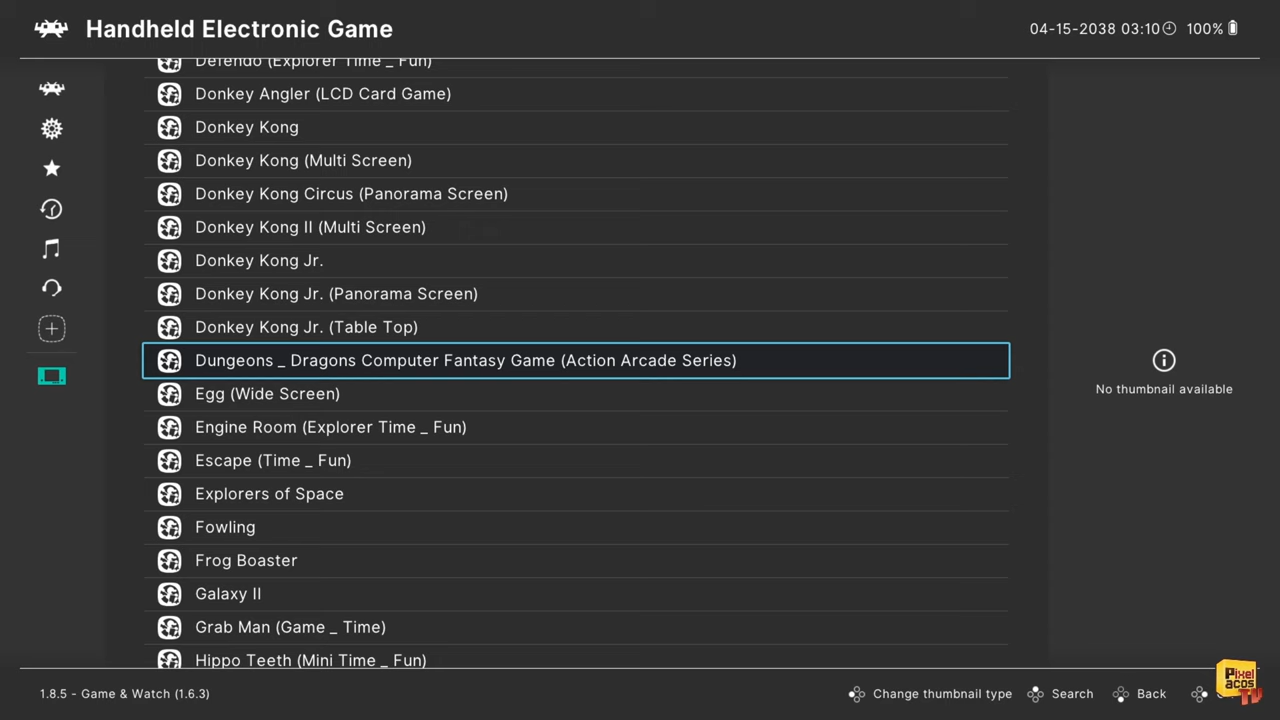 Handheld Electronic Game
04-15-2038 03:10 100%
Defendo (Explorer Time _ Fun)
Donkey Angler (LCD Card Game)
Donkey Kong
Donkey Kong (Multi Screen)
Donkey Kong Circus (Panorama Screen)
Donkey Kong II (Multi Screen)
Donkey Kong Jr.
Donkey Kong Jr. (Panorama Screen)
Donkey Kong Jr. (Table Top)
Dungeons _ Dragons Computer Fantasy Game (Action Arcade Series)
No thumbnail available
Egg (Wide Screen)
Engine Room (Explorer Time _ Fun)
Escape (Time _ Fun)
Explorers of Space
Fowling
Frog Boaster
Galaxy II
Grab Man (Game _ Time)
Hippo Teeth (Mini Time _ Fun)
1.8.5 - Game & Watch (1.6.3)
Change thumbnail type
Search
Back
Pixel
acos
TV